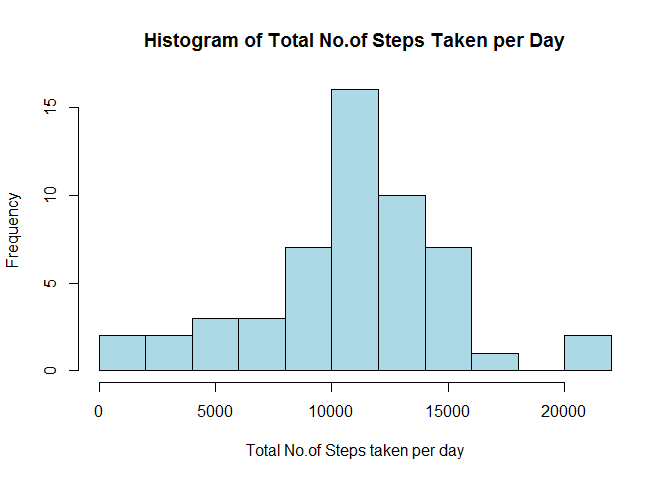 Histogram of Total No.of Steps Taken per Day
15
10
5
0
Frequency
0 5000 10000 15000 20000
Total No.of Steps taken per day